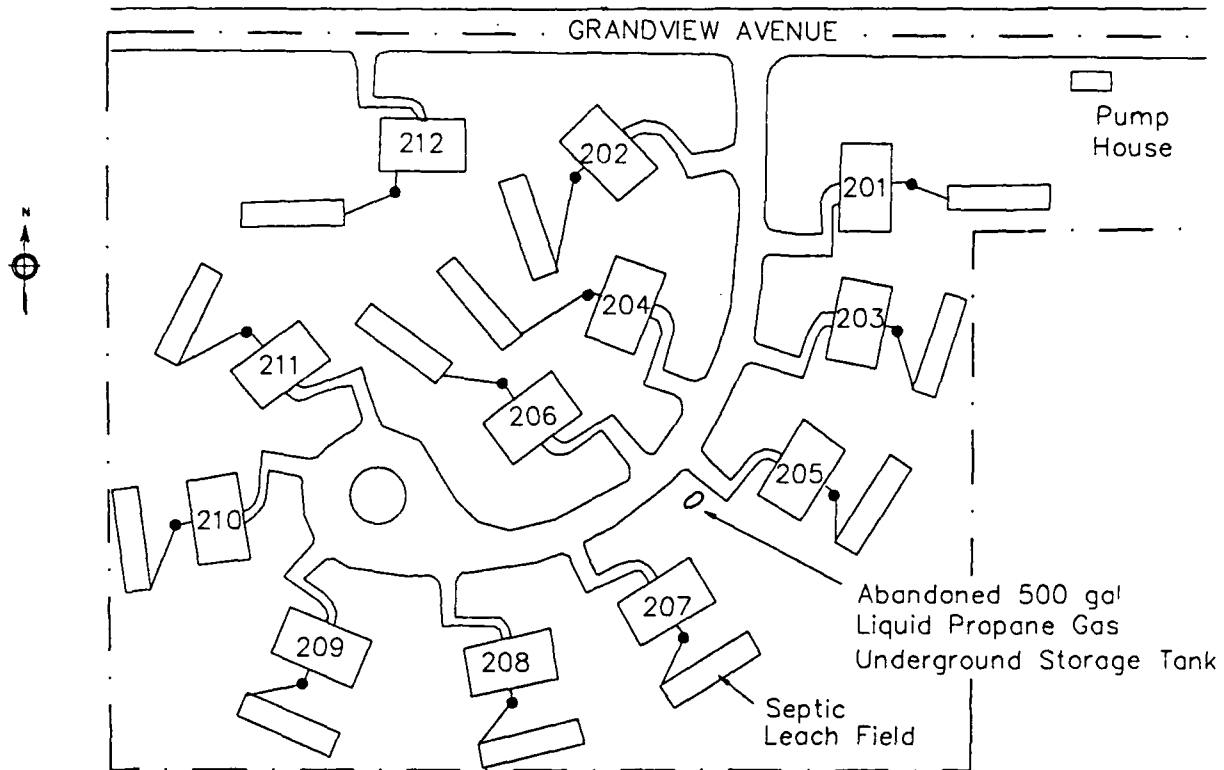 GRANDVIEW AVENUE
Pump
House
212
202
201
N
204
203
211
206
205
210
207
Abandoned 500 gal
Liquid Propane Gas
Underground Storage Tank
209
208
Septic
Leach Field